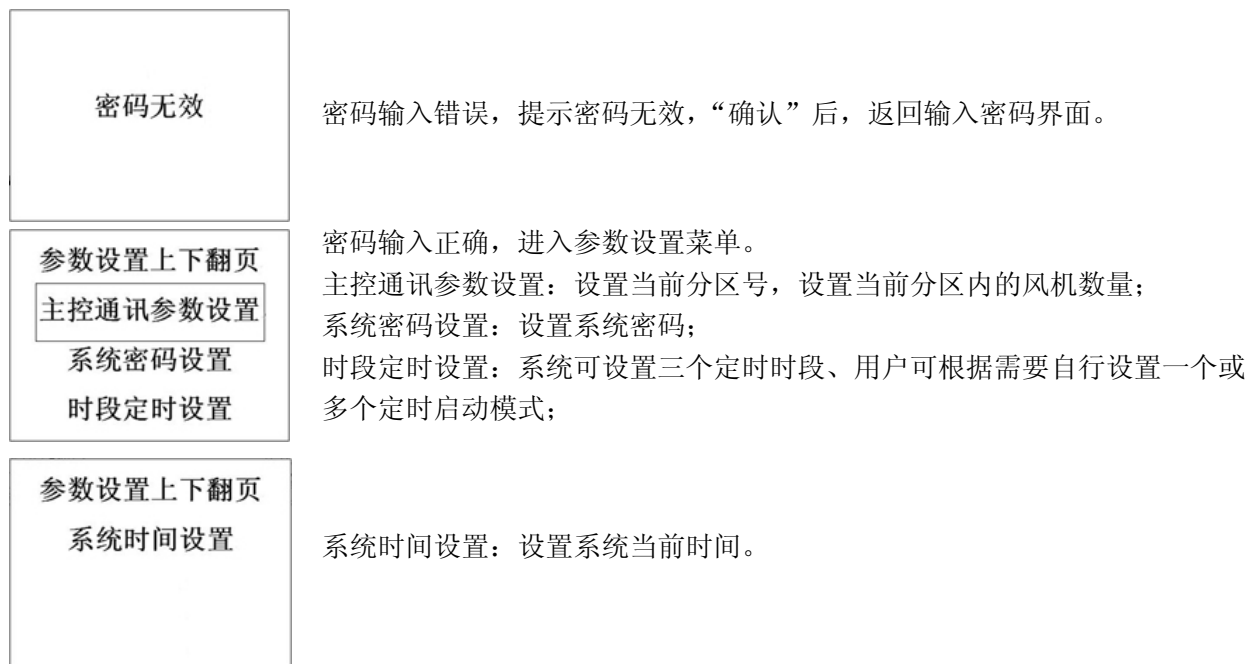 密码无效
密码输入错误，提示密码无效，“确认”后，返回输入密码界面。
参数设置上下翻页
主控通讯参数设置
系统密码设置
时段定时设置
密码输入正确，进入参数设置菜单。
主控通讯参数设置：设置当前分区号，设置当前分区内的风机数量；
系统密码设置：设置系统密码；
时段定时设置：系统可设置三个定时时段、用户可根据需要自行设置一个或
多个定时启动模式；
参数设置上下翻页
系统时间设置
系统时间设置：设置系统当前时间。